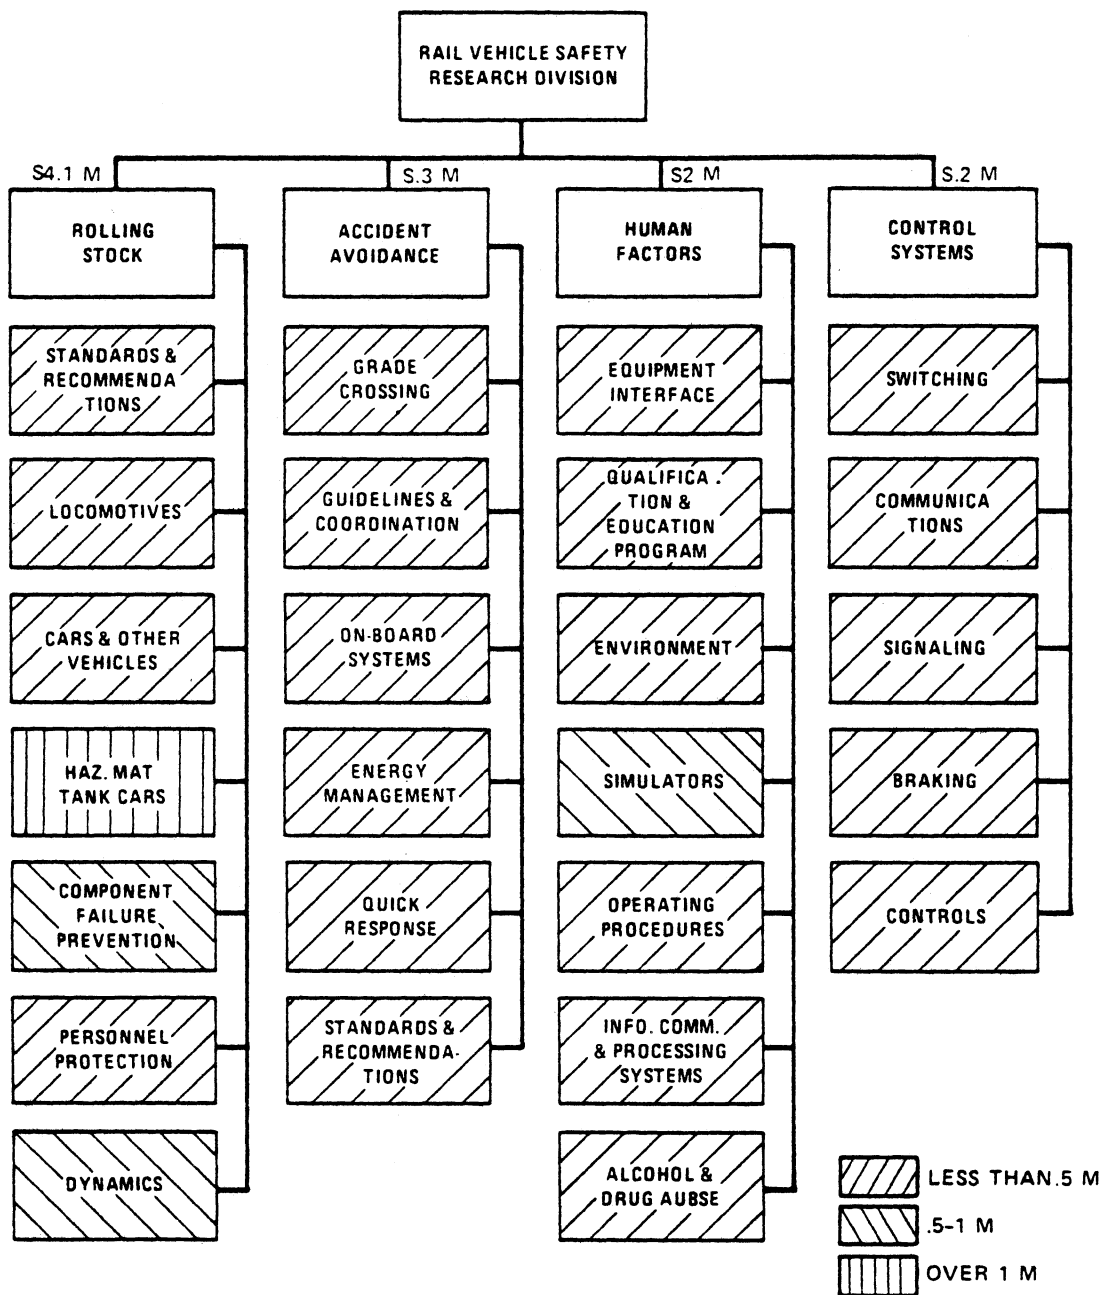 RAIL VEHICLE SAFETY
RESEARCH DIVISION
S4.1 M
S.3 M
S2 M
S.2 M
ROLLING
STOCK
ACCIDENT
AVOIDANCE
HUMAN
FACTORS
CONTROL
SYSTEMS
STANDARDS &
RECOMMENDA
TIONS
GRADE
CROSSING
EQUIPMENT
INTERFACE
SWITCHING
LOCOMOTIVES
GUIDELINES &
COORDINATION
QUALIFICA .
TION &
EDUCATION
PROGRAM
COMMUNICA
TIONS
CARS & OTHER
VEHICLES
ON-BOARD
SYSTEMS
ENVIRONMENT
SIGNALING
HAZ. MAT
TANK CARS
ENERGY
MANAGEMENT
SIMULATORS
BRAKING
COMPONENT
FAILURE
PREVENTION
QUICK
RESPONSE
OPERATING
PROCEDURES
CONTROLS
PERSONNEL
PROTECTION
STANDARDS &
RECOMMENDA-
TIONS
INFO. COMM.
& PROCESSING
SYSTEMS
DYNAMICS
ALCOHOL &
DRUG AUBSE
LESS THAN .5 M
.5-1 M
OVER 1 M